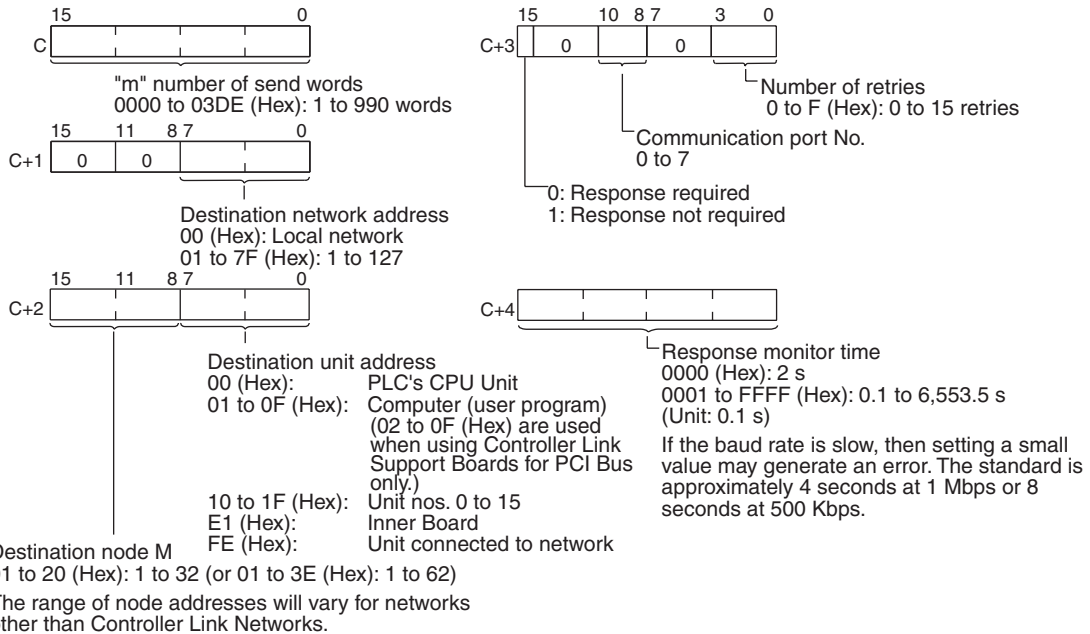 15 0
C
"m" number of send words
0000 to 03DE (Hex): 1 to 990 words
15 11 8 7 0
C+1 0 0
Destination network address
00 (Hex): Local network
01 to 7F (Hex): 1 to 127
15 11 8 7 0
C+2
Destination unit address
00 (Hex): PLC's CPU Unit
01 to 0F (Hex): Computer (user program)
(02 to 0F (Hex) are used
when using Controller Link
Support Boards for PCI Bus
only.)
10 to 1F (Hex): Unit nos. 0 to 15
E1 (Hex): Inner Board
FE (Hex): Unit connected to network
Destination node M
01 to 20 (Hex): 1 to 32 (or 01 to 3E (Hex): 1 to 62)
The range of node addresses will vary for networks
other than Controller Link Networks.
15 10 8 7 3 0
C+3 0 0
Number of retries
0 to F (Hex): 0 to 15 retries
Communication port No.
0 to 7
0: Response required
1: Response not required
C+4
Response monitor time
0000 (Hex): 2 s
0001 to FFFF (Hex): 0.1 to 6,553.5 s
(Unit: 0.1 s)
If the baud rate is slow, then setting a small
value may generate an error. The standard is
approximately 4 seconds at 1 Mbps or 8
seconds at 500 Kbps.